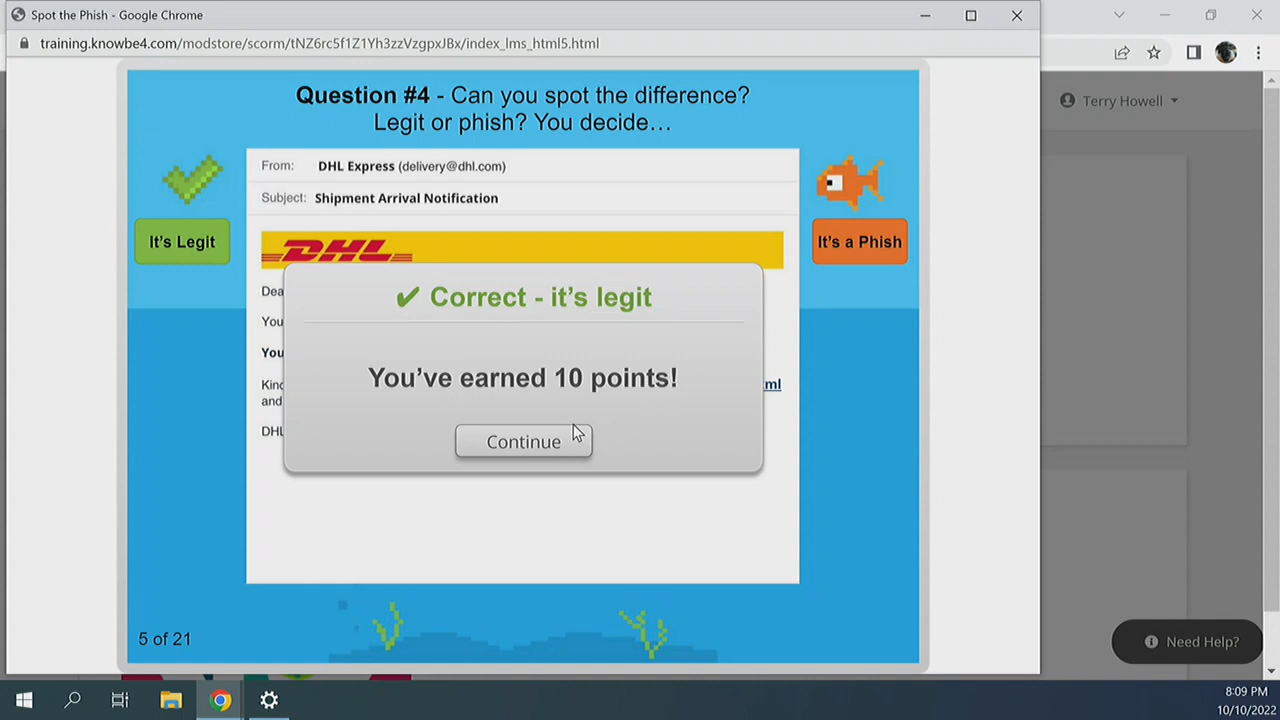 Spot the Phish - Google Chrome
training.knowbe4.com/modstore/scorm/tNZ6rc5f1Z1Yh3zzVzgpxJBx/index_lms_html5.html
Terry Howell
Question #4 - Can you spot the difference?
Legit or phish? You decide…
From: DHL Express (delivery@dhl.com)
Subject: Shipment Arrival Notification
It's Legit
It's a Phish
DHL
Dea
✔ Correct - it's legit
You
You
You've earned 10 points!
Kind
ml
and
DHL
Continue
5 of 21
Need Help?
8:09 PM
10/10/2022